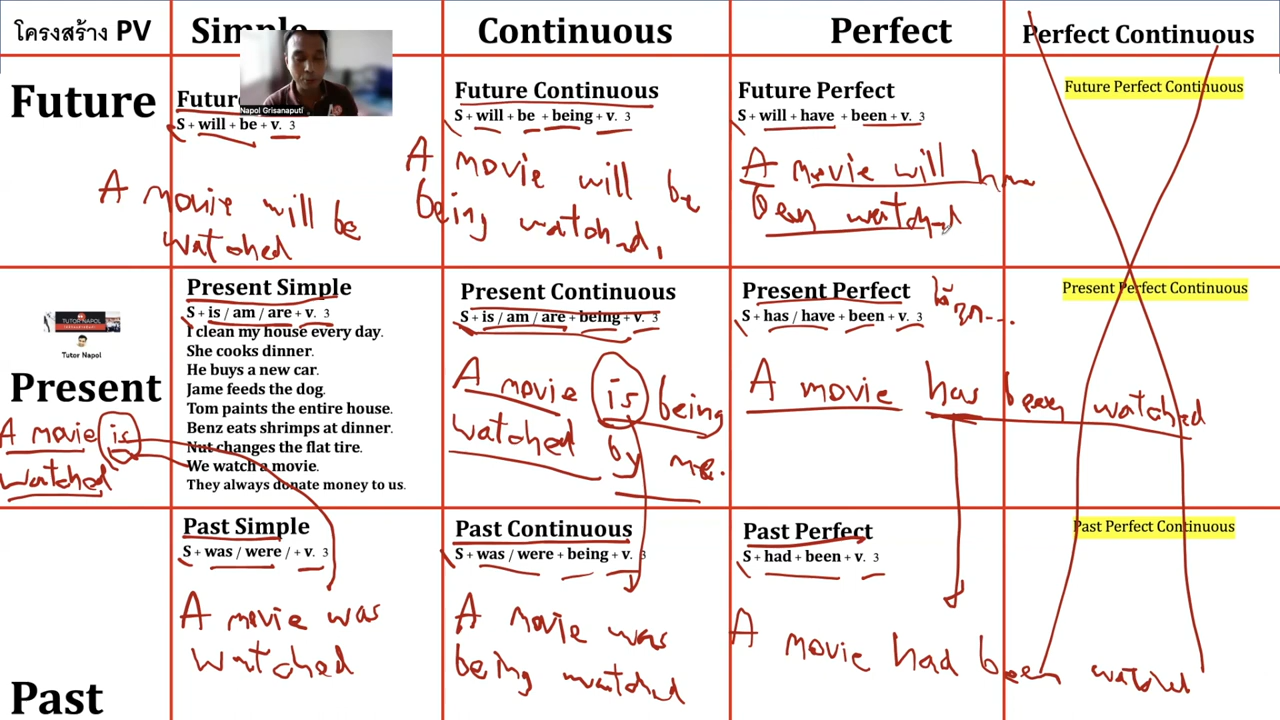 โครงสร้าง PV
Simple
Continuous
Perfect
Perfect Continuous
Future
Futur
S + will + be + v. 3
A movie will be
watched
Napol Grisanaputi
Future Continuous
S + will + be + being + v. 3
A movie will be
being watched.
Future Perfect
S + will + have + been + v. 3
A movie will have
been watched
Future Perfect Continuous
TUTOR NAPOL
Tutor Napol
Present
A movie is
watched
Present Simple
S + is / am / are + v. 3
I clean my house every day.
She cooks dinner.
He buys a new car.
Jame feeds the dog.
Tom paints the entire house.
Benz eats shrimps at dinner.
Nut changes the flat tire.
We watch a movie.
They always donate money to us.
Present Continuous
S + is / am / are + being + v. 3
A movie is being
watched by me.
Present Perfect
S + has / have + been + v. 3
ได้ถูก...
A movie has been watched
Present Perfect Continuous
Past
Past Simple
S + was / were / + v. 3
A movie was
watched
Past Continuous
S + was / were + being + v. 3
A movie was
being watched
Past Perfect
S + had + been + v. 3
A movie had been watched
Past Perfect Continuous